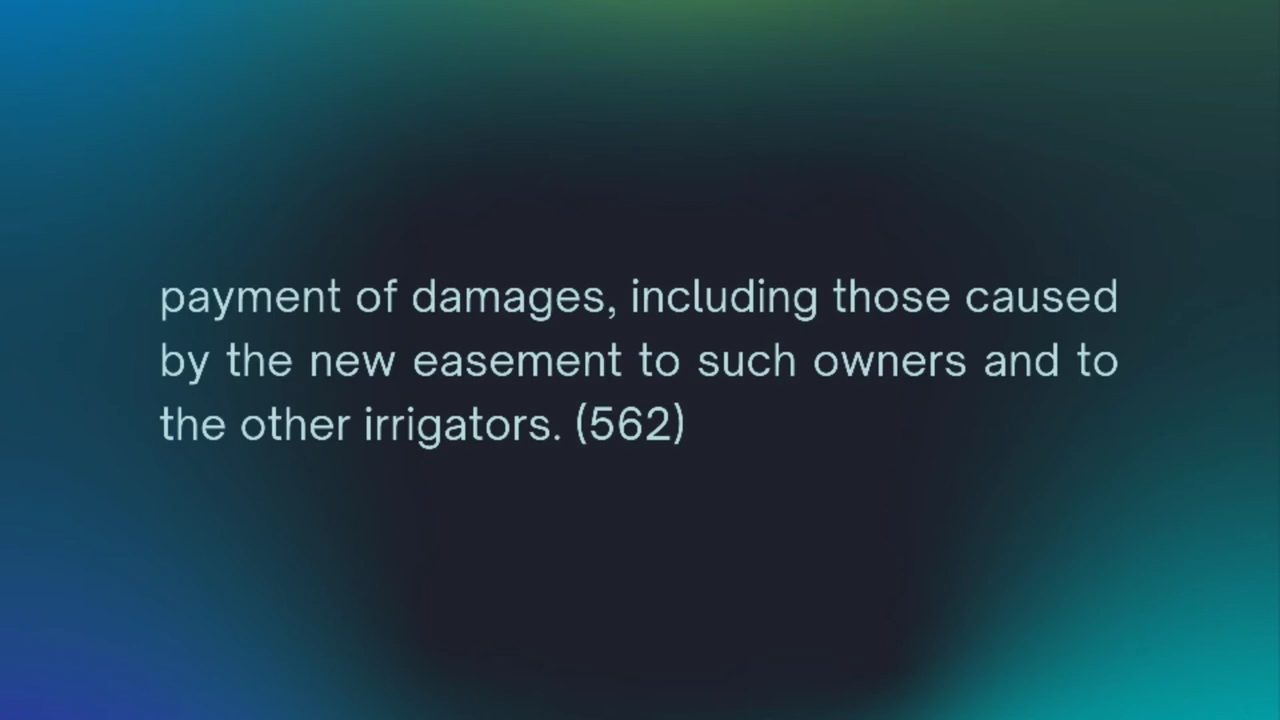 payment of damages, including those caused
by the new easement to such owners and to
the other irrigators. (562)